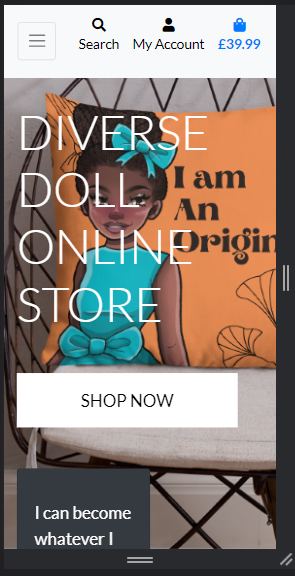 Search My Account £39.99
DIVERSE
DOLL
ONLINE
STORE
I am
An
Origin
SHOP NOW
I can become
whatever I